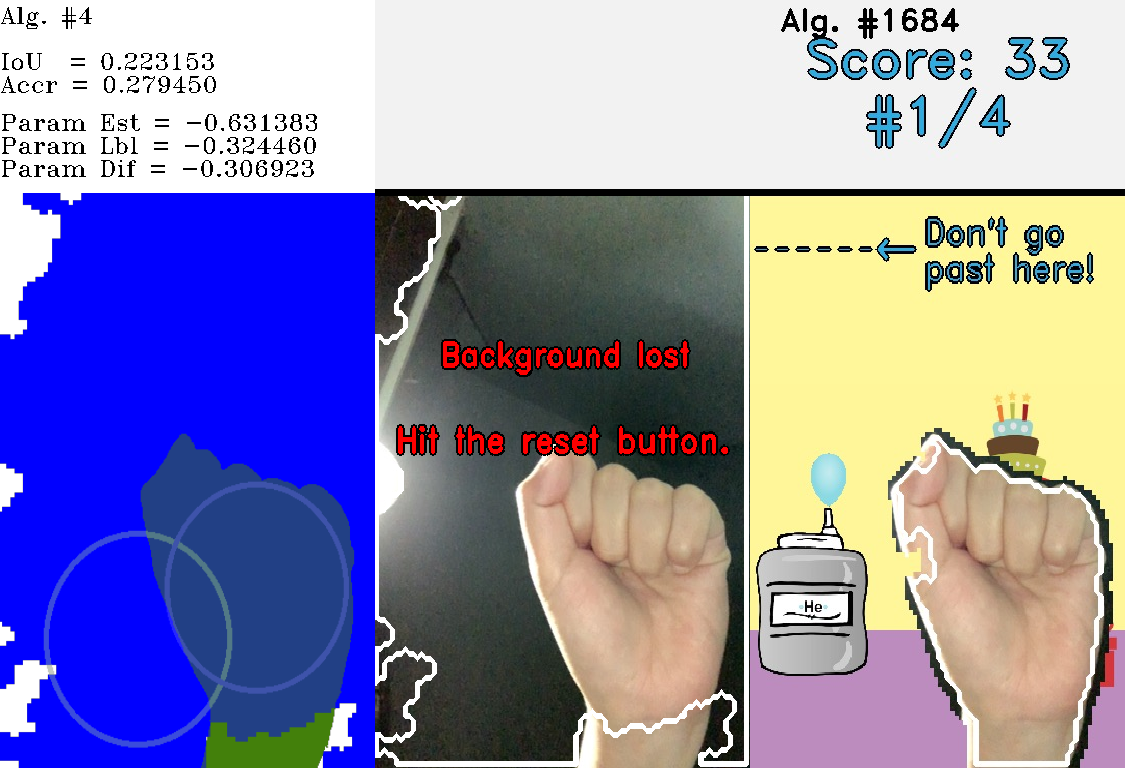 Alg. #4
IoU = 0.223153
Accr = 0.279450
Param Est = −0.631383
Param Lbl = −0.324460
Param Dif = −0.306923
Alg. #1684
Score: 33
#1/4
Background lost
Hit the reset button.
Don't go
past here!
He